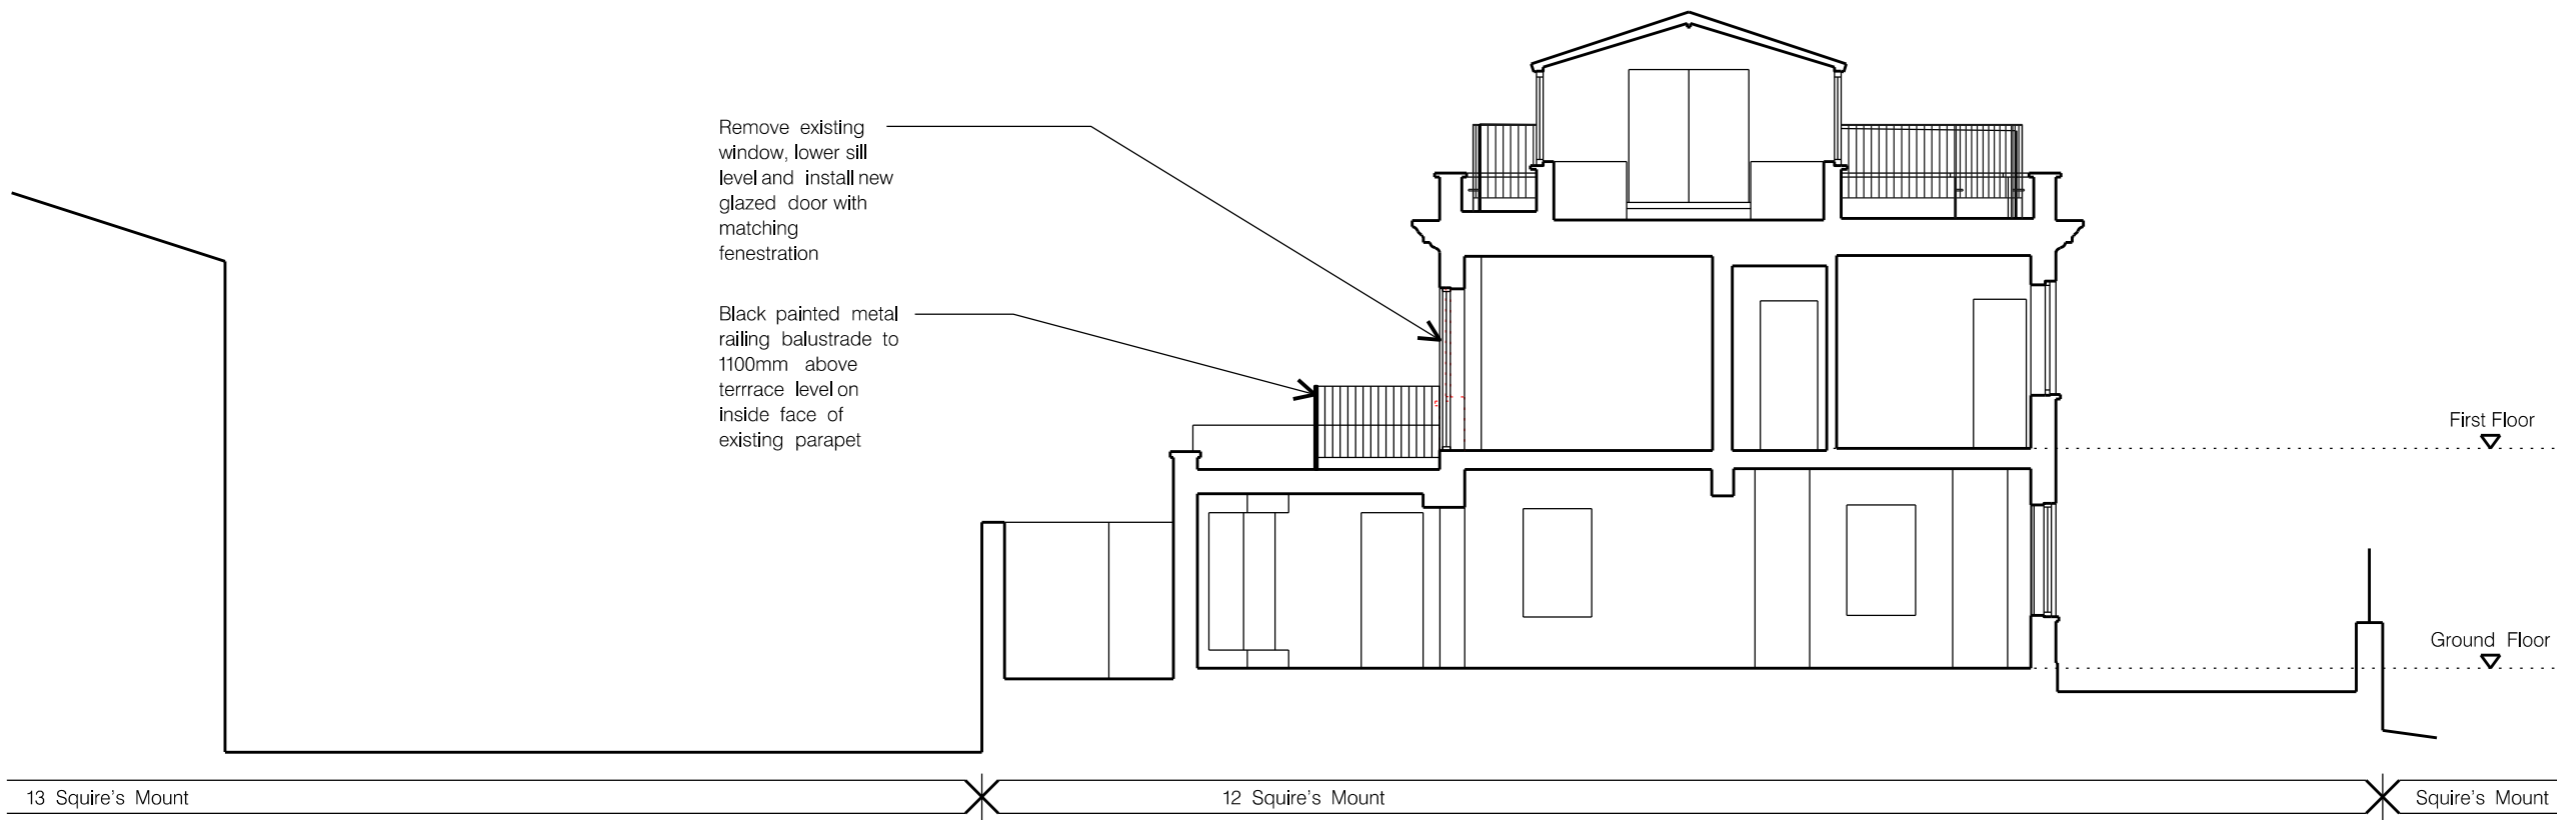 Remove existing
window, lower sill
level and install new
glazed door with
matching
fenestration
Black painted metal
railing balustrade to
1100mm above
terrrace level on
inside face of
existing parapet
First Floor
Ground Floor
13 Squire's Mount
12 Squire's Mount
Squire's Mount